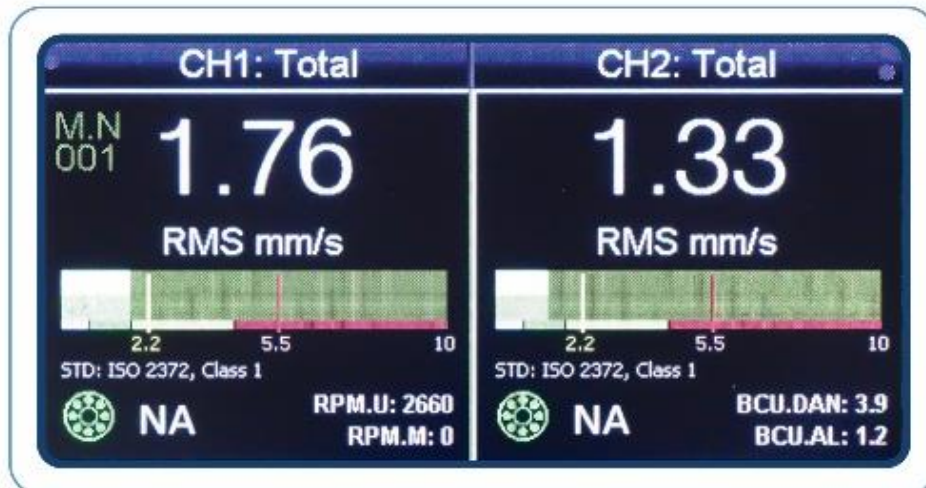 CH1: Total
M.N
001
1.76
RMS mm/s
2.2 5.5 10
STD: ISO 2372, Class 1
NA
RPM.U: 2660
RPM.M: 0
CH2: Total
1.33
RMS mm/s
2.2 5.5 10
STD: ISO 2372, Class 1
NA
BCU.DAN: 3.9
BCU.AL: 1.2